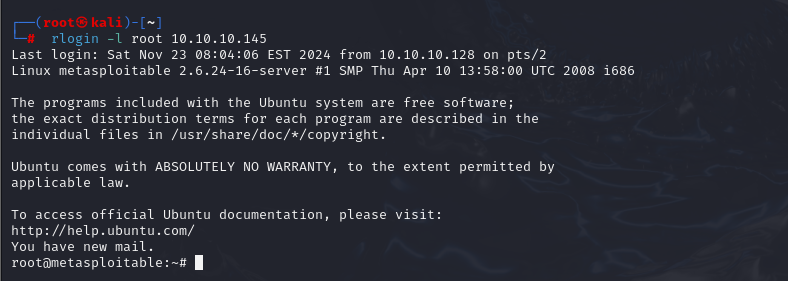 ┌──(root㉿kali)-[~]
└─# rlogin -l root 10.10.10.145
Last login: Sat Nov 23 08:04:06 EST 2024 from 10.10.10.128 on pts/2
Linux metasploitable 2.6.24-16-server #1 SMP Thu Apr 10 13:58:00 UTC 2008 i686
The programs included with the Ubuntu system are free software;
the exact distribution terms for each program are described in the
individual files in /usr/share/doc/*/copyright.
Ubuntu comes with ABSOLUTELY NO WARRANTY, to the extent permitted by
applicable law.
To access official Ubuntu documentation, please visit:
http://help.ubuntu.com/
You have new mail.
root@metasploitable:~#